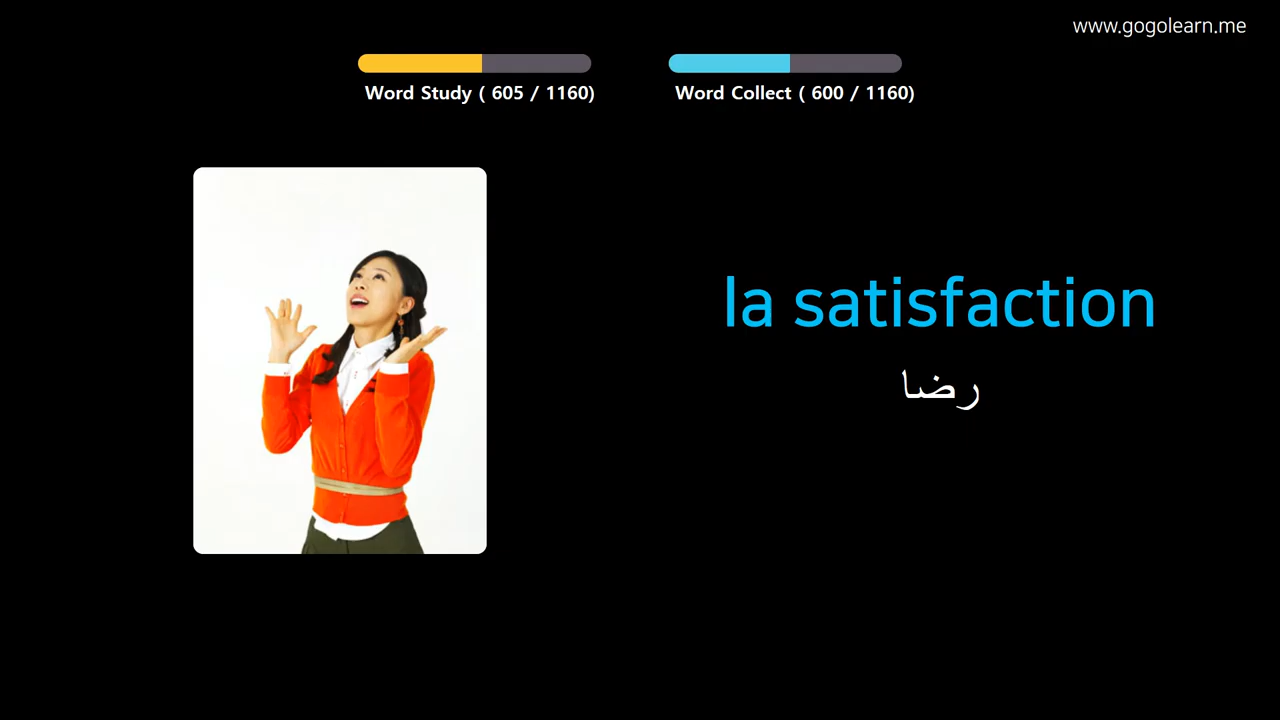 www.gogolearn.me
Word Study ( 605 / 1160)
Word Collect ( 600 / 1160)
la satisfaction
رضا